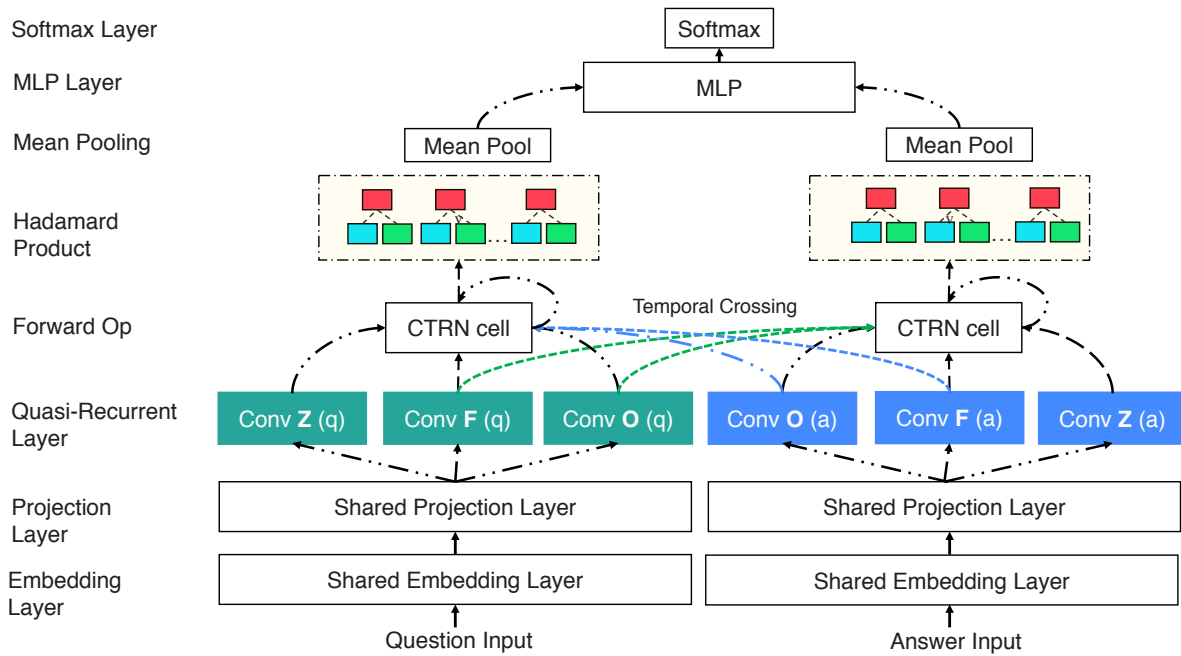 Softmax Layer
Softmax
MLP Layer
MLP
Mean Pooling
Mean Pool
Mean Pool
Hadamard
Product
Forward Op
CTRN cell
Temporal Crossing
CTRN cell
Quasi-Recurrent
Layer
Conv Z (q)
Conv F (q)
Conv O (q)
Conv O (a)
Conv F (a)
Conv Z (a)
Projection
Layer
Shared Projection Layer
Shared Projection Layer
Embedding
Layer
Shared Embedding Layer
Shared Embedding Layer
Question Input
Answer Input